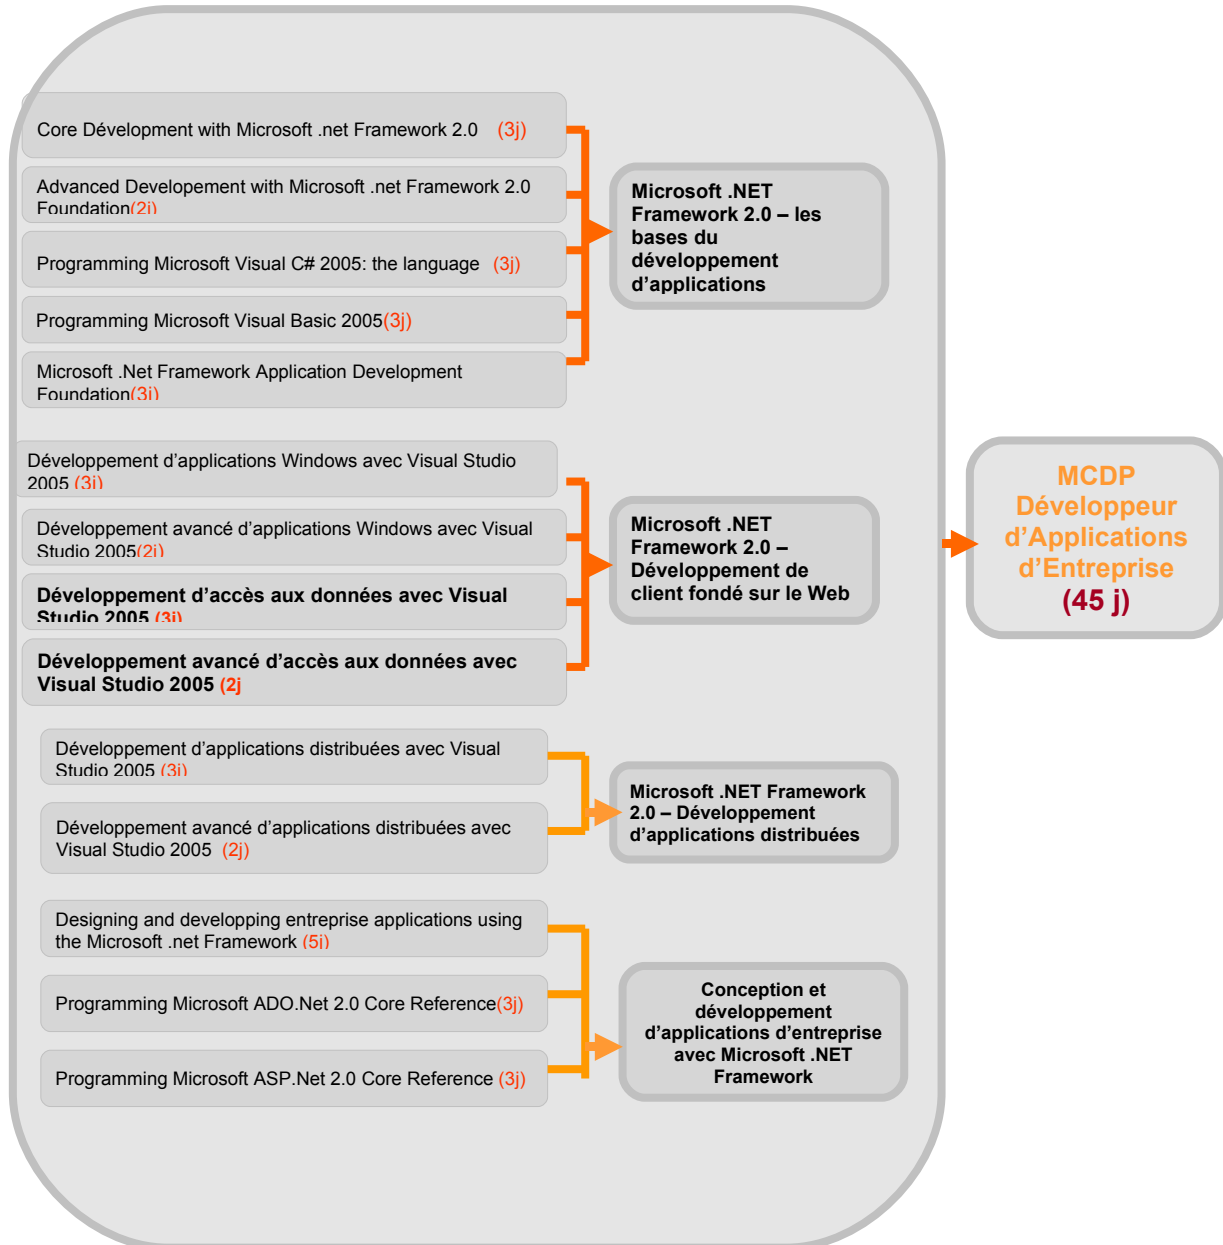 Core Dévelopment with Microsoft .net Framework 2.0 (3j)
Advanced Developement with Microsoft .net Framework 2.0
Foundation(2j)
Programming Microsoft Visual C# 2005: the language (3j)
Programming Microsoft Visual Basic 2005(3j)
Microsoft .Net Framework Application Development
Foundation(3j)
Microsoft .NET
Framework 2.0 – les
bases du
développement
d’applications
Développement d’applications Windows avec Visual Studio
2005 (3j)
Développement avancé d’applications Windows avec Visual
Studio 2005(2j)
Développement d’accès aux données avec Visual
Studio 2005 (3j)
Développement avancé d’accès aux données avec
Visual Studio 2005 (2j
Microsoft .NET
Framework 2.0 –
Développement de
client fondé sur le Web
Développement d’applications distribuées avec Visual
Studio 2005 (3j)
Développement avancé d’applications distribuées avec
Visual Studio 2005 (2j)
Microsoft .NET Framework
2.0 – Développement
d’applications distribuées
Designing and developping entreprise applications using
the Microsoft .net Framework (5j)
Programming Microsoft ADO.Net 2.0 Core Reference(3j)
Programming Microsoft ASP.Net 2.0 Core Reference (3j)
Conception et
développement
d’applications d’entreprise
avec Microsoft .NET
Framework
MCDP
Développeur
d’Applications
d’Entreprise
(45 j)